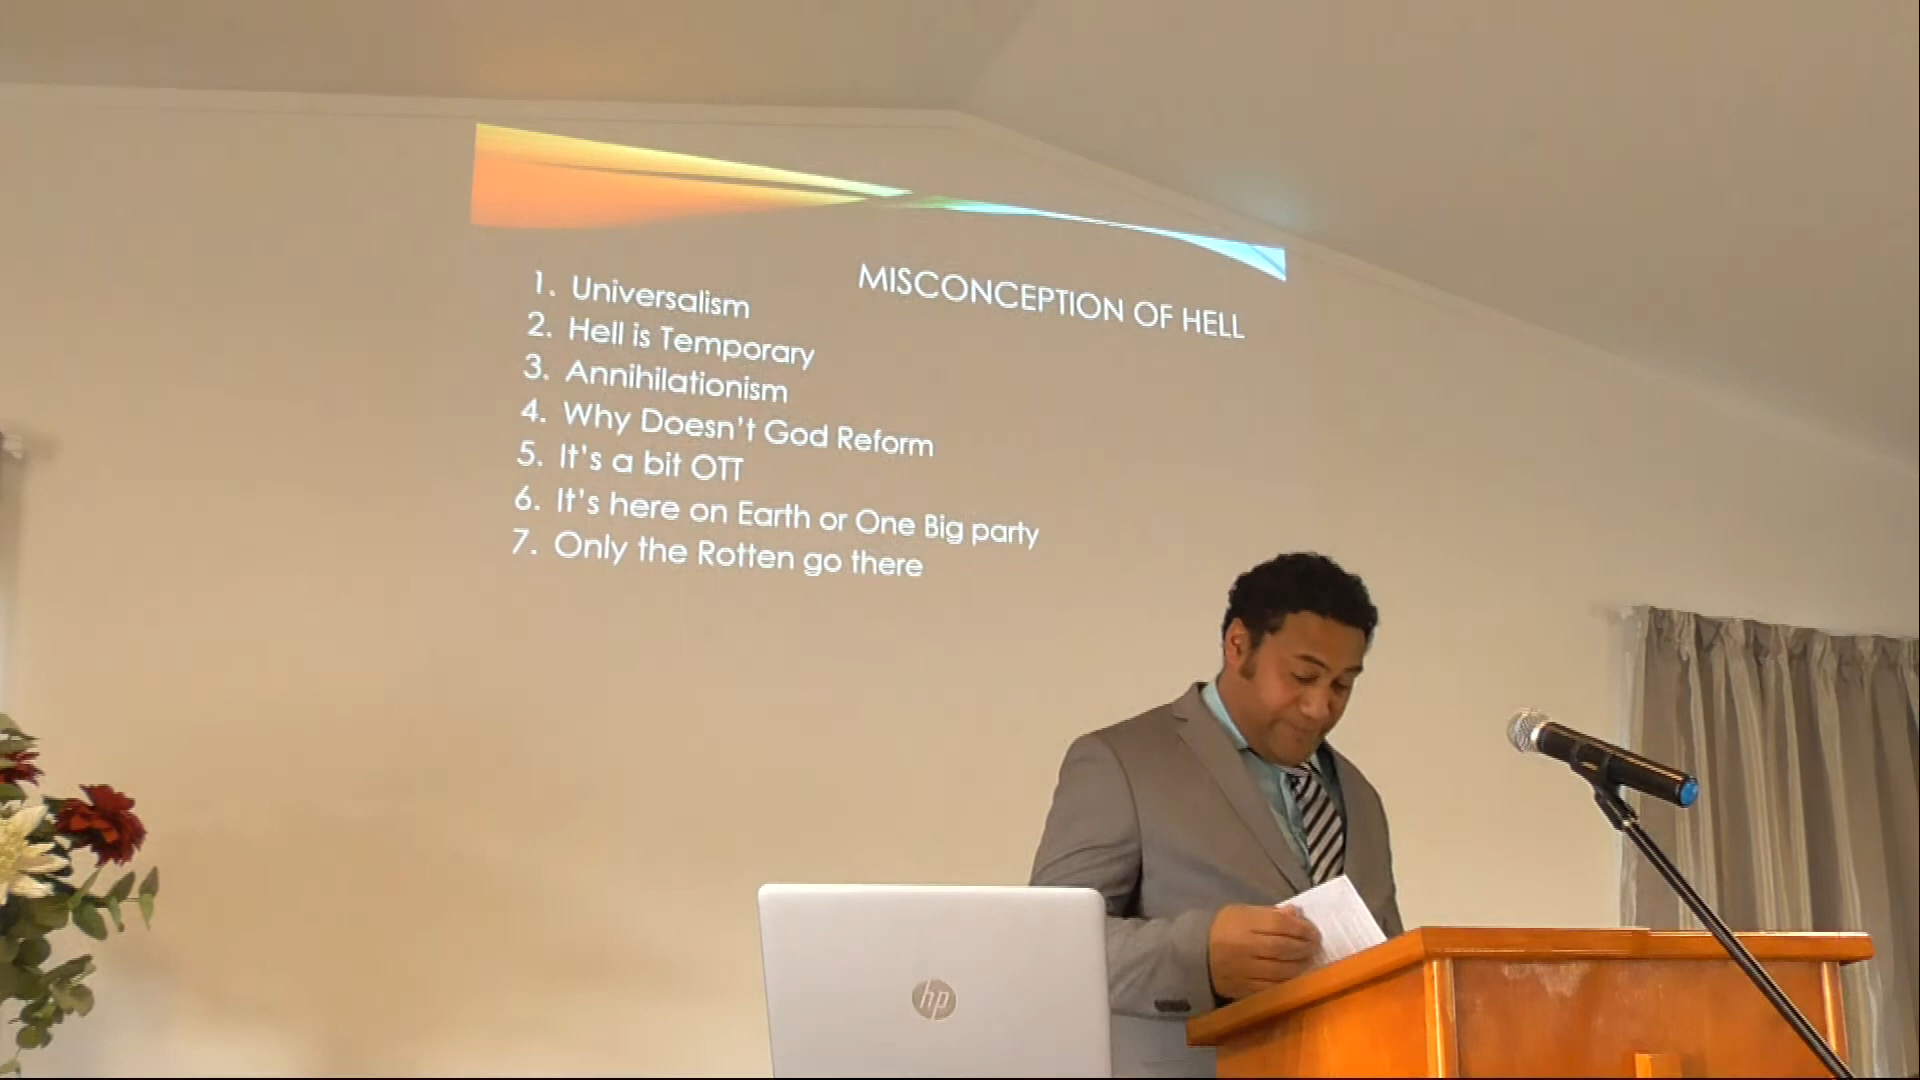 MISCONCEPTION OF HELL
1. Universalism
2. Hell is Temporary
3. Annihilationism
4. Why Doesn't God Reform
5. It's a bit OTT
6. It's here on Earth or One Big party
7. Only the Rotten go there
hp